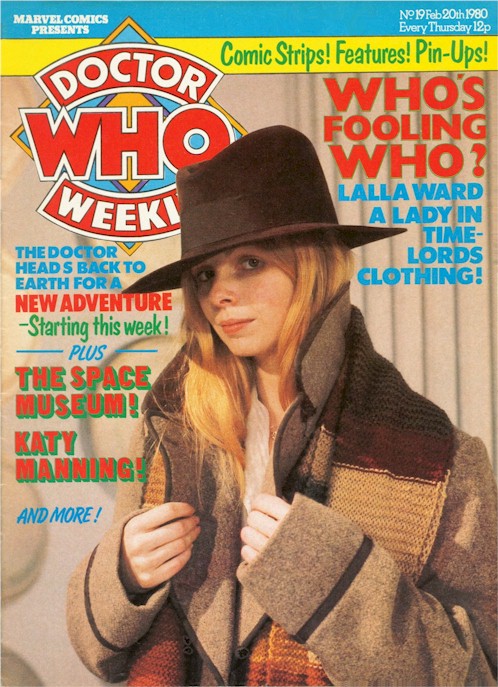 MARVEL COMICS
PRESENTS
Nº 19 Feb 20th 1980
Every Thursday 12p
Comic Strips! Features! Pin-Ups!
DOCTOR
WHO
WEEKL
WHO'S
FOOLING
WHO?
LALLA WARD
A LADY IN
TIME-
LORDS
CLOTHING!
THE DOCTOR
HEADS BACK TO
EARTH FOR A
NEW ADVENTURE
–Starting this week!
PLUS
THE SPACE
MUSEUM!
KATY
MANNING!
AND MORE!